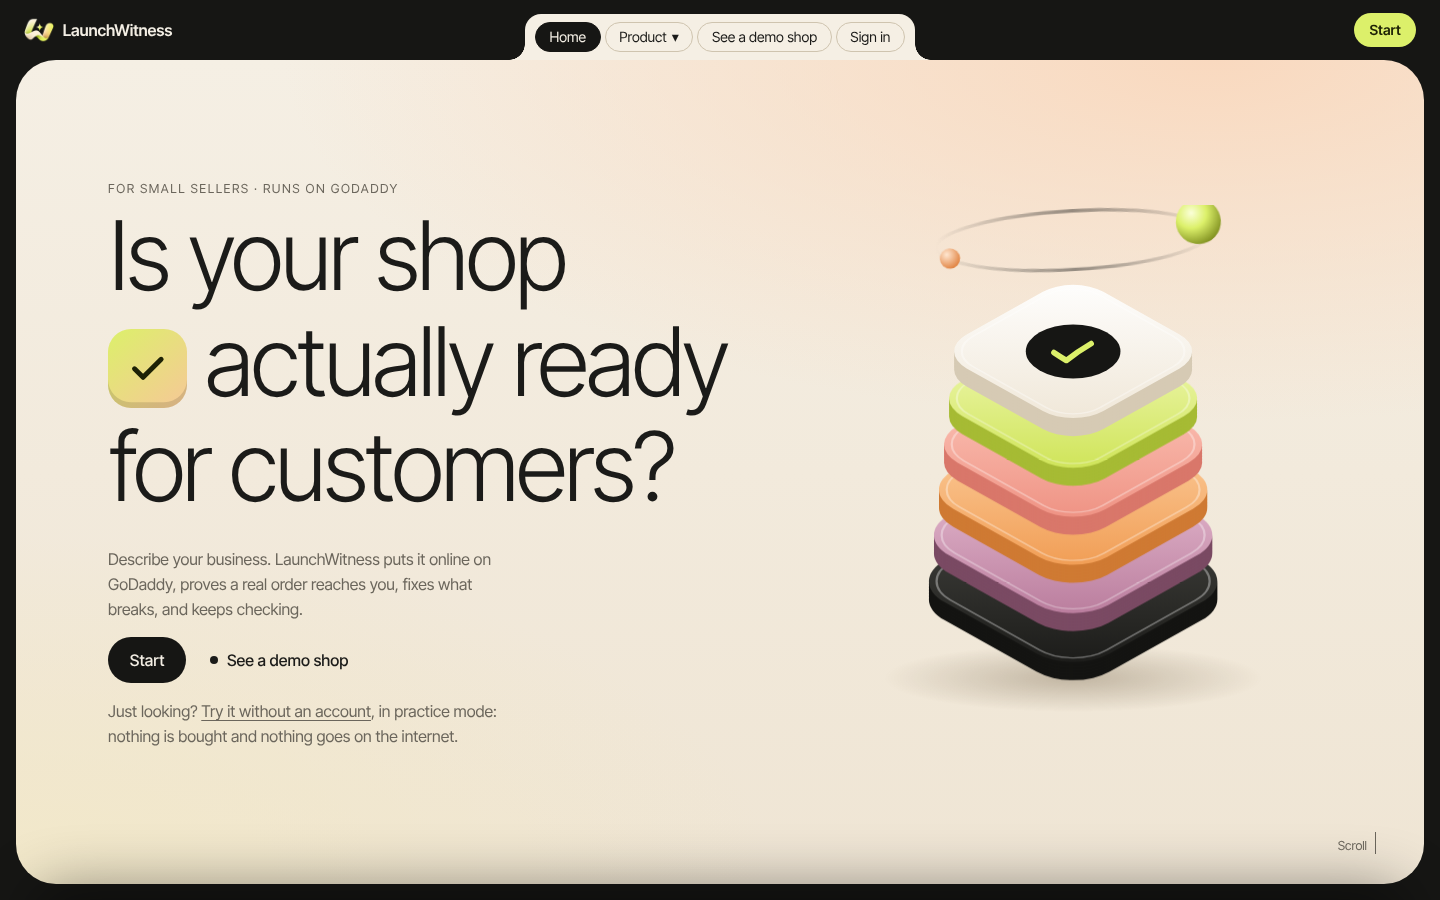 LaunchWitness
Home
Product ▾
See a demo shop
Sign in
Start
FOR SMALL SELLERS · RUNS ON GODADDY
Is your shop
actually ready
for customers?
Describe your business. LaunchWitness puts it online on
GoDaddy, proves a real order reaches you, fixes what
breaks, and keeps checking.
Start
See a demo shop
Just looking? Try it without an account, in practice mode:
nothing is bought and nothing goes on the internet.
Scroll